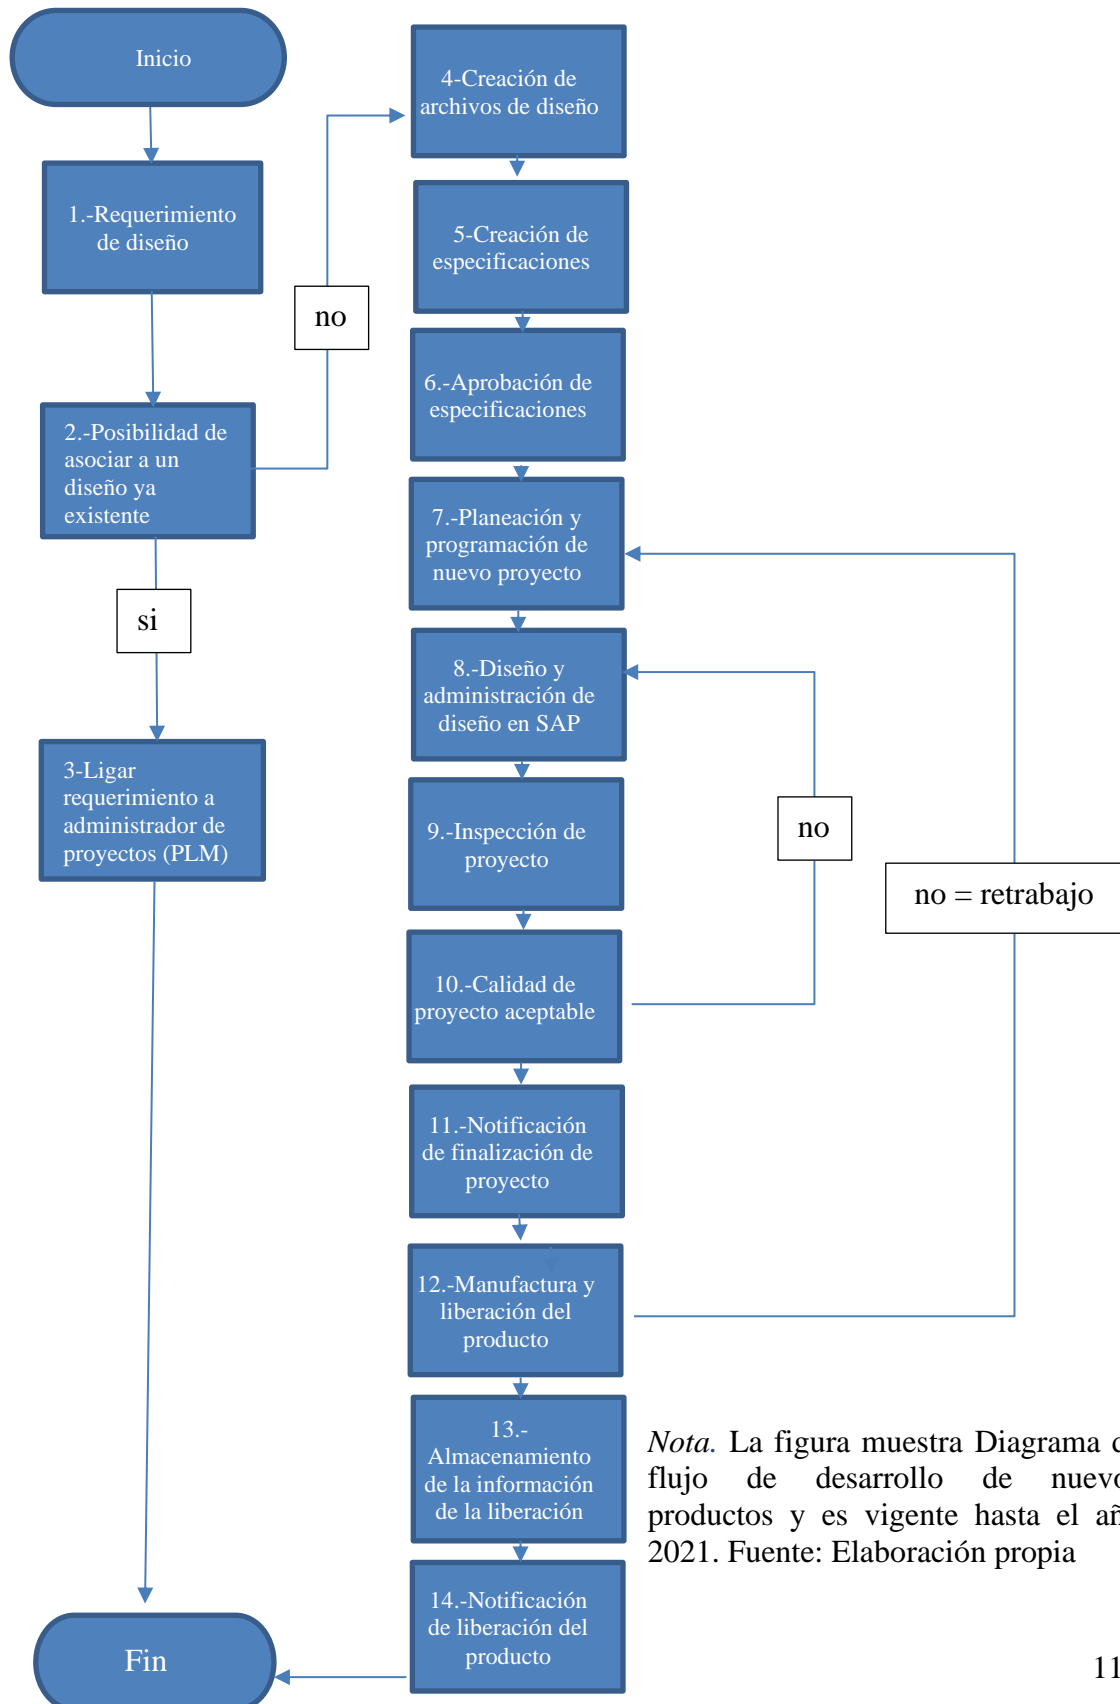 Inicio
1.-Requerimiento
de diseño
2.-Posibilidad de
asociar a un
diseño ya
existente
no
si
3-Ligar
requerimiento a
administrador de
proyectos (PLM)
4-Creación de
archivos de diseño
5-Creación de
especificaciones
6.-Aprobación de
especificaciones
7.-Planeación y
programación de
nuevo proyecto
8.-Diseño y
administración de
diseño en SAP
9.-Inspección de
proyecto
10.-Calidad de
proyecto aceptable
no
no = retrabajo
11.-Notificación
de finalización de
proyecto
12.-Manufactura y
liberación del
producto
13.-
Almacenamiento
de la información
de la liberación
14.-Notificación
de liberación del
producto
Fin
Nota. La figura muestra Diagrama
flujo de desarrollo de
productos y es vigente hasta el
2021. Fuente: Elaboración propia
11